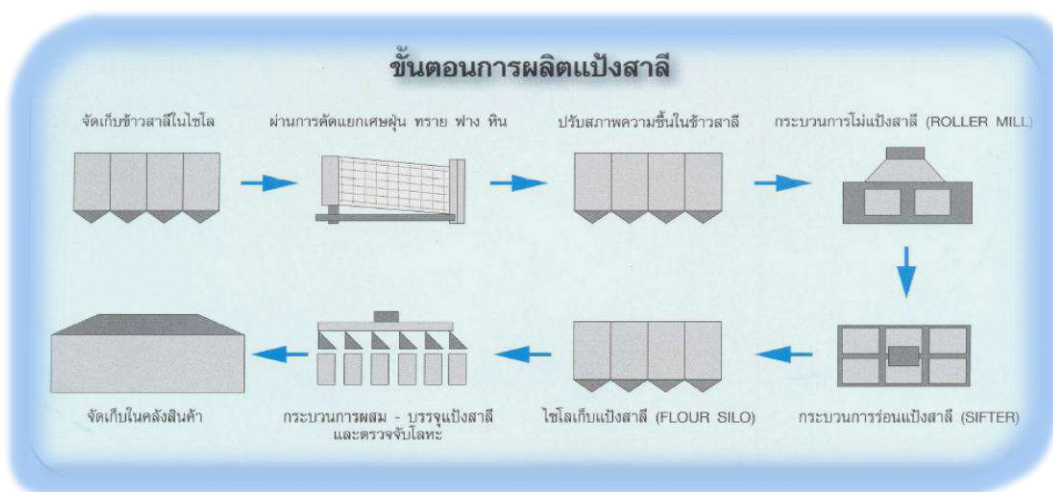 ขั้นตอนการผลิตแป้งสาลี
จัดเก็บข้าวสาลีในไซโล
ผ่านการคัดแยกเศษฝุ่น ทราย ฟาง หิน
ปรับสภาพความชื้นในข้าวสาลี
กระบวนการโม่แป้งสาลี (ROLLER MILL)
จัดเก็บในคลังสินค้า
กระบวนการผสม - บรรจุแป้งสาลี
และตรวจจับโลหะ
ไซโลเก็บแป้งสาลี (FLOUR SILO)
กระบวนการร่อนแป้งสาลี (SIFTER)